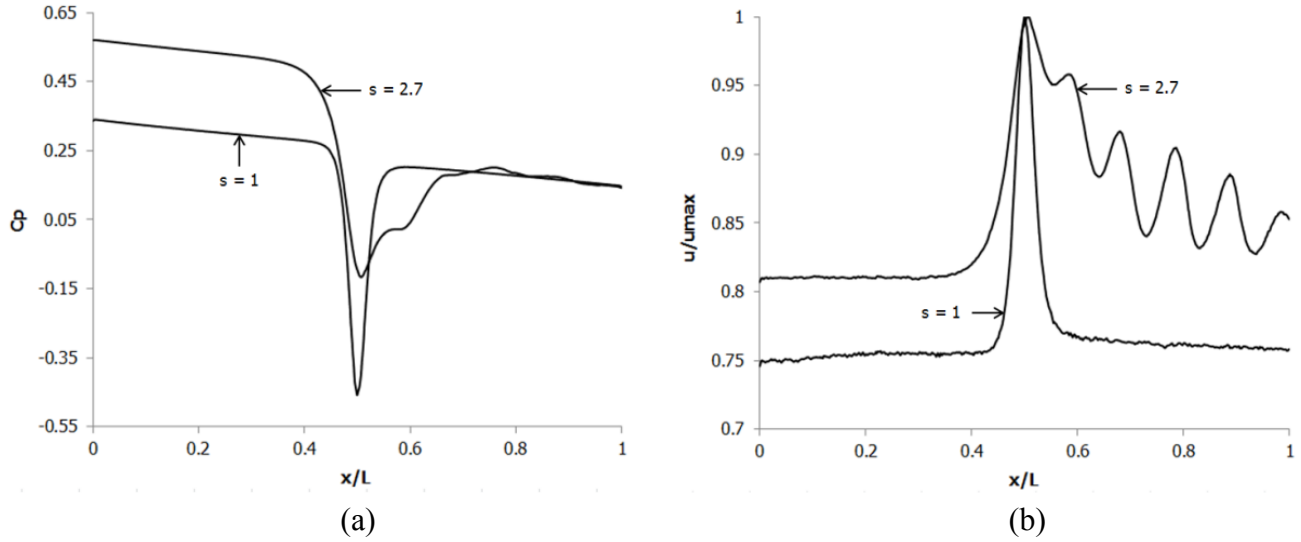 0.65
0.45
0.25
0.05
-0.15
-0.35
-0.55
Cp
s = 2.7
s = 1
0 0.2 0.4 0.6 0.8 1
x/L
(a)
1
0.95
0.9
0.85
0.8
0.75
0.7
u/umax
s = 2.7
s = 1
0 0.2 0.4 0.6 0.8 1
x/L
(b)